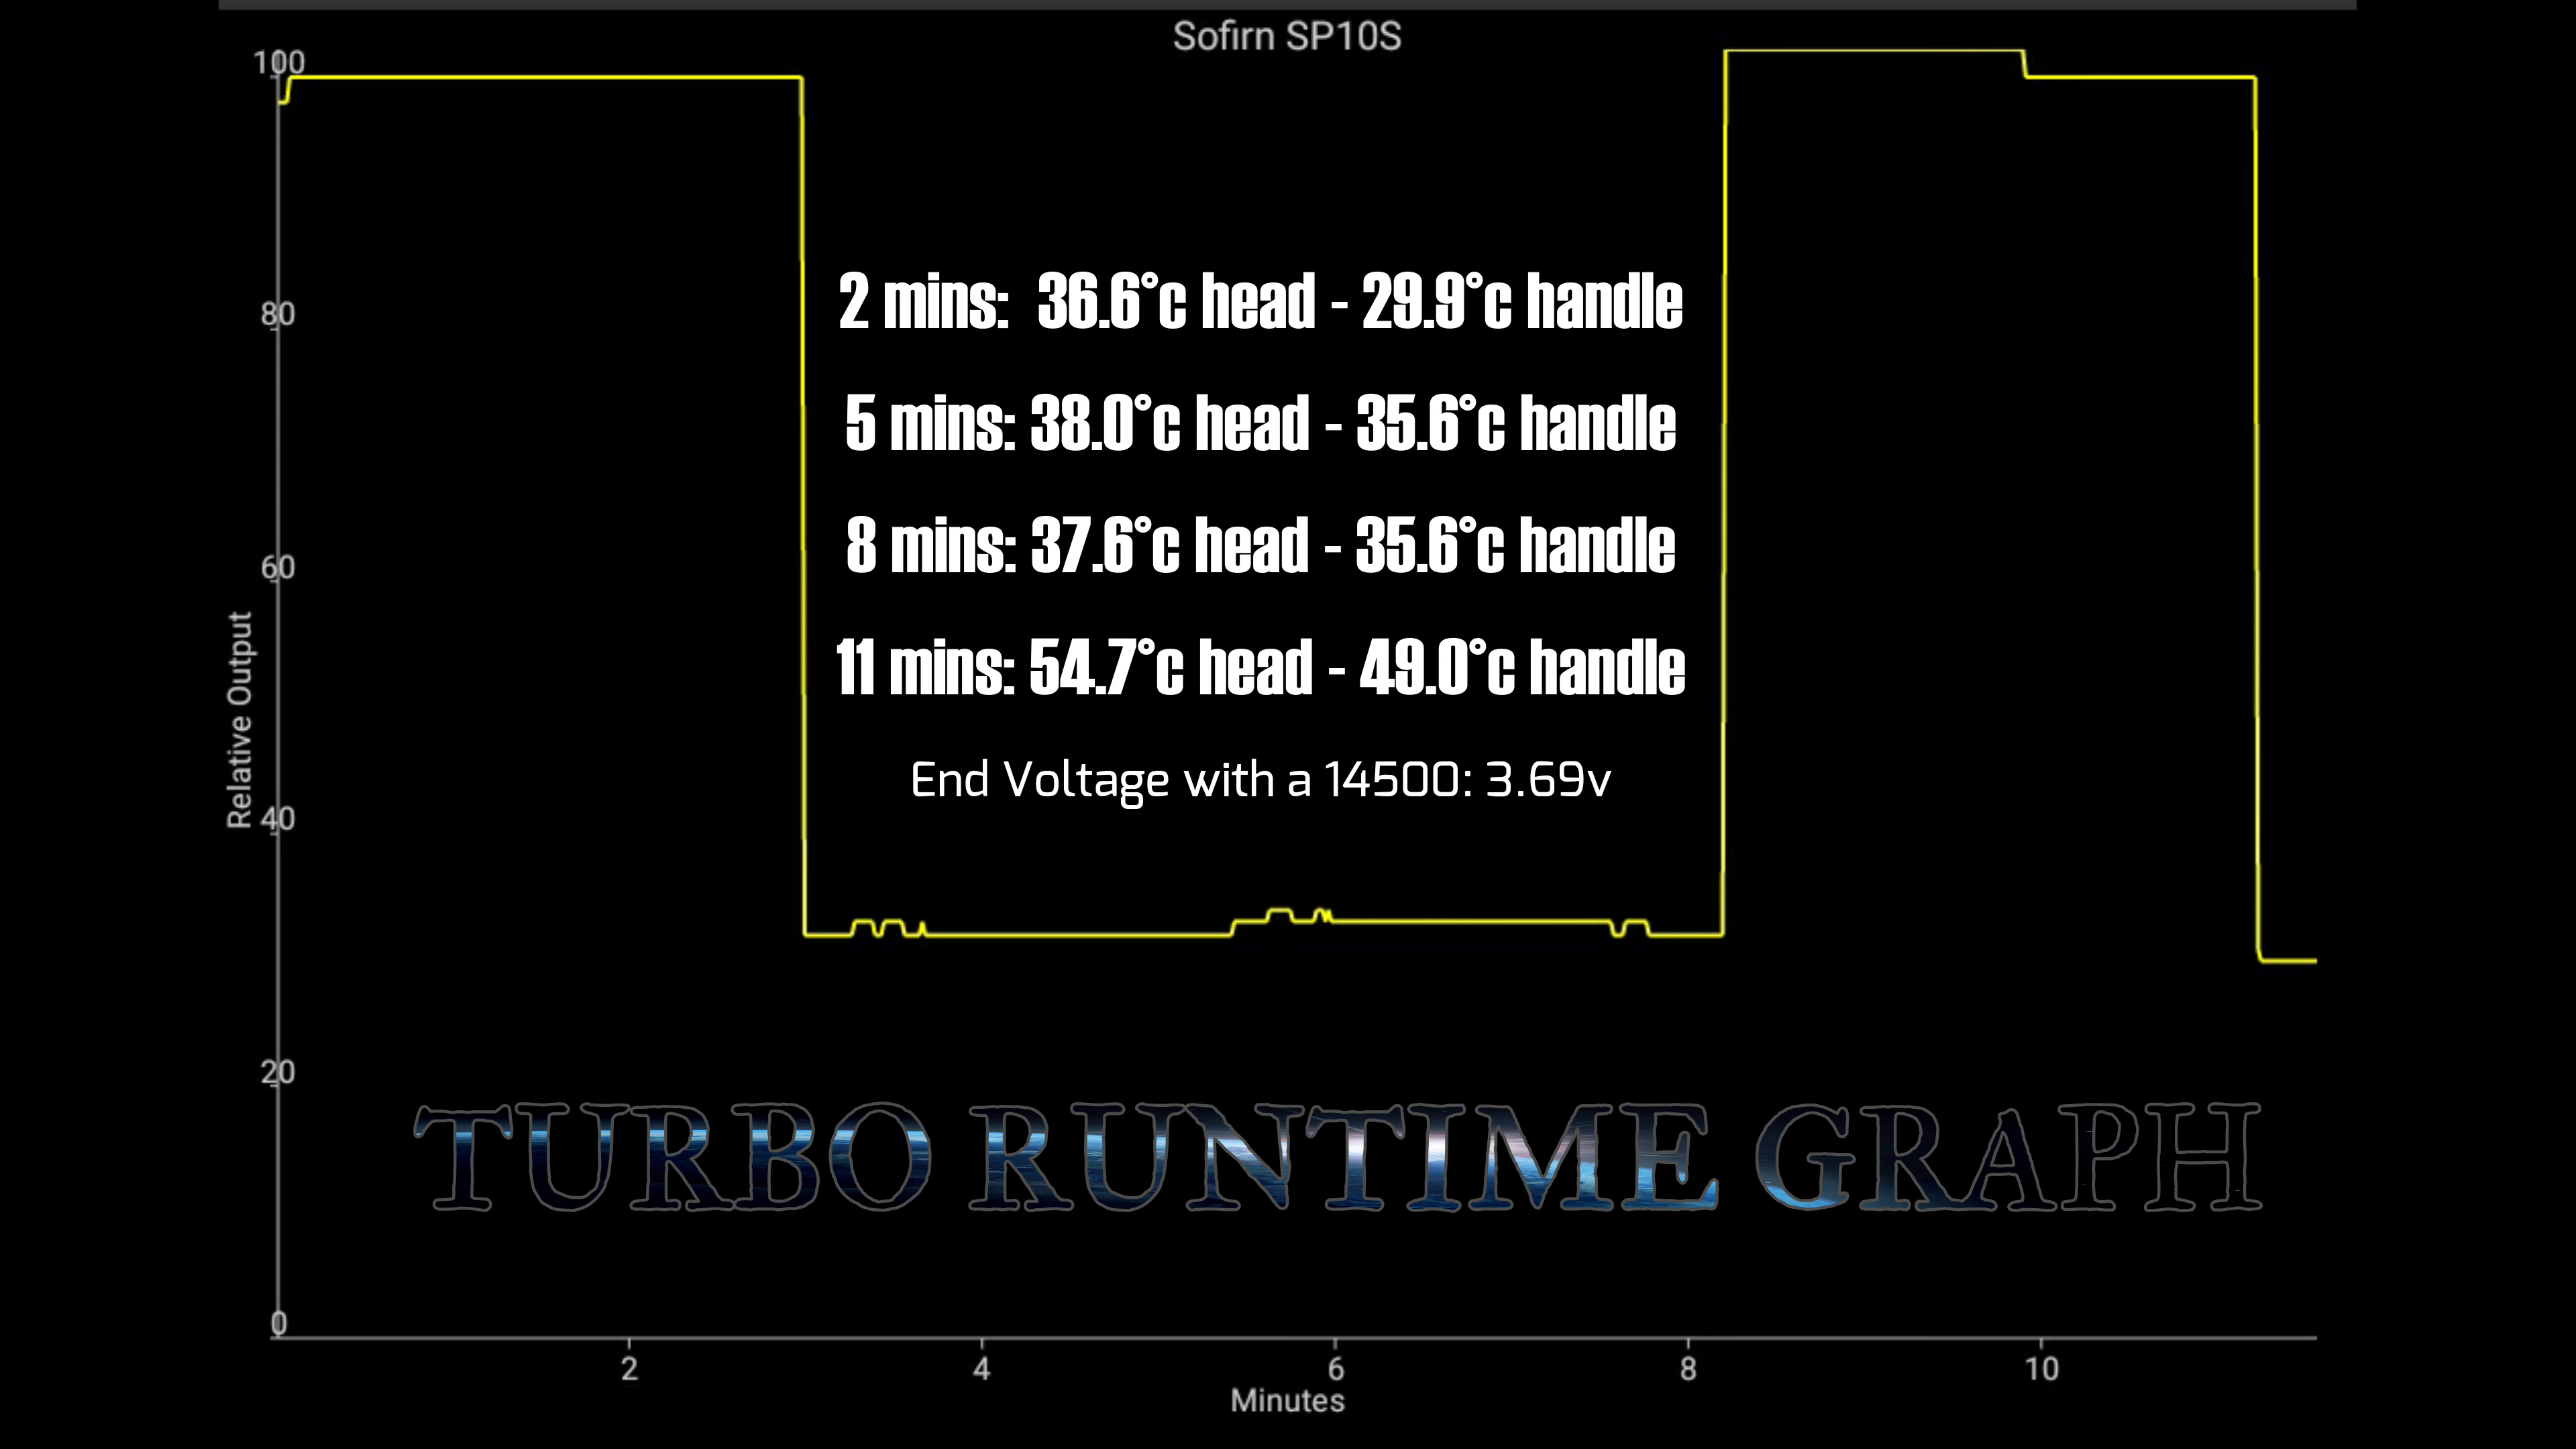 Sofirn SP10S
100
80
60
40
20
0
Relative Output
2 mins: 36.6°c head - 29.9°c handle
5 mins: 38.0°c head - 35.6°c handle
8 mins: 37.6°c head - 35.6°c handle
11 mins: 54.7°c head - 49.0°c handle
End Voltage with a 14500: 3.69v
TURBO RUNTIME GRAPH
2 4 6 8 10
Minutes